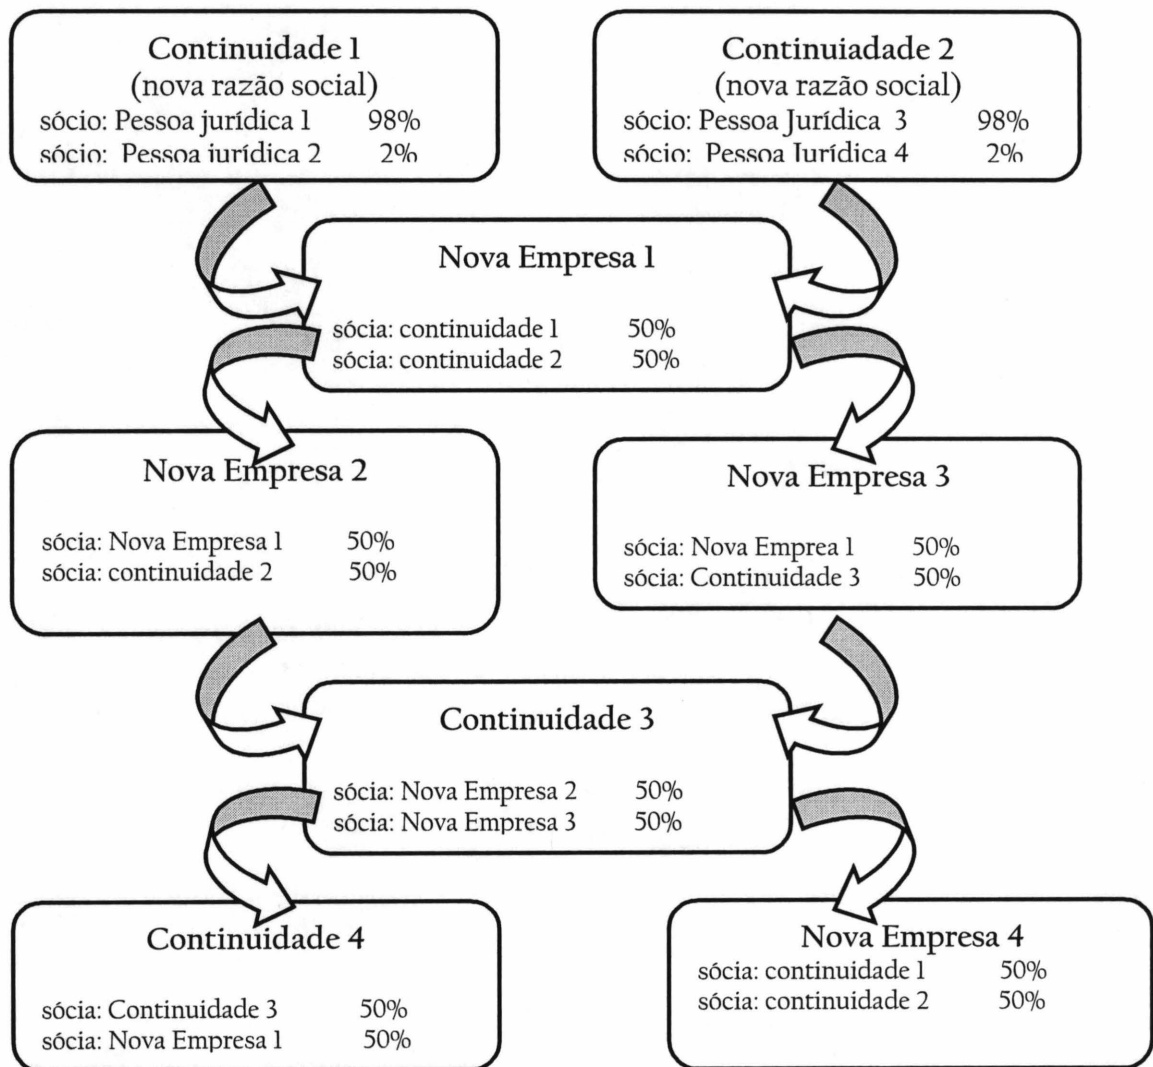 Continuidade 1
(nova razão social)
sócio: Pessoa jurídica 1 98%
sócio: Pessoa jurídica 2 2%
Continuiadade 2
(nova razão social)
sócio: Pessoa Jurídica 3 98%
sócio: Pessoa Jurídica 4 2%
Nova Empresa 1
sócia: continuidade 1 50%
sócia: continuidade 2 50%
Nova Empresa 2
sócia: Nova Empresa 1 50%
sócia: continuidade 2 50%
Nova Empresa 3
sócia: Nova Emprea 1 50%
sócia: Continuidade 3 50%
Continuidade 3
sócia: Nova Empresa 2 50%
sócia: Nova Empresa 3 50%
Continuidade 4
sócia: Continuidade 3 50%
sócia: Nova Empresa 1 50%
Nova Empresa 4
sócia: continuidade 1 50%
sócia: continuidade 2 50%